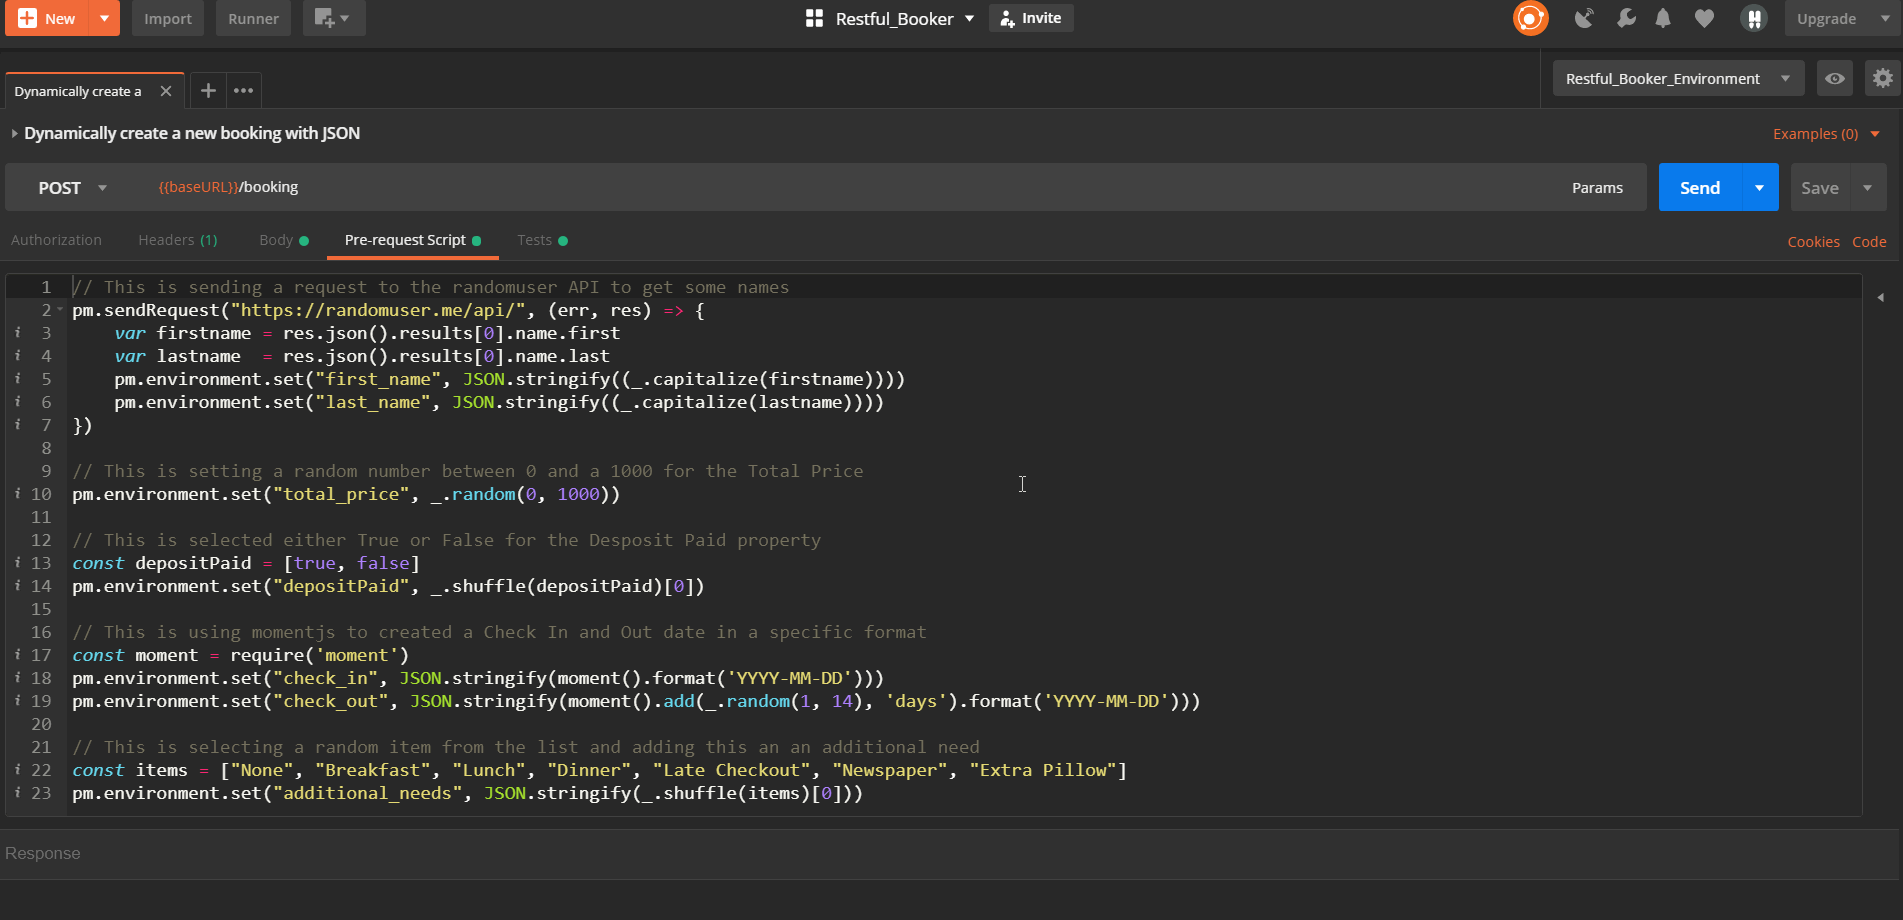 New Import Runner Restful_Booker Invite Upgrade
Dynamically create a Restful_Booker_Environment
Dynamically create a new booking with JSON Examples (0)
POST {{baseURL}}/booking Params Send Save
Authorization Headers (1) Body Pre-request Script Tests Cookies Code
1 // This is sending a request to the randomuser API to get some names
2 pm.sendRequest("https://randomuser.me/api/", (err, res) => {
i 3 var firstname = res.json().results[0].name.first
i 4 var lastname  = res.json().results[0].name.last
i 5 pm.environment.set("first_name", JSON.stringify((_.capitalize(firstname))))
i 6 pm.environment.set("last_name", JSON.stringify((_.capitalize(lastname))))
i 7 })
8
9 // This is setting a random number between 0 and a 1000 for the Total Price
i 10 pm.environment.set("total_price", _.random(0, 1000))
11
12 // This is selected either True or False for the Desposit Paid property
i 13 const depositPaid = [true, false]
i 14 pm.environment.set("depositPaid", _.shuffle(depositPaid)[0])
15
16 // This is using momentjs to created a Check In and Out date in a specific format
i 17 const moment = require('moment')
i 18 pm.environment.set("check_in", JSON.stringify(moment().format('YYYY-MM-DD')))
i 19 pm.environment.set("check_out", JSON.stringify(moment().add(_.random(1, 14), 'days').format('YYYY-MM-DD')))
20
21 // This is selecting a random item from the list and adding this an an additional need
i 22 const items = ["None", "Breakfast", "Lunch", "Dinner", "Late Checkout", "Newspaper", "Extra Pillow"]
i 23 pm.environment.set("additional_needs", JSON.stringify(_.shuffle(items)[0]))
Response